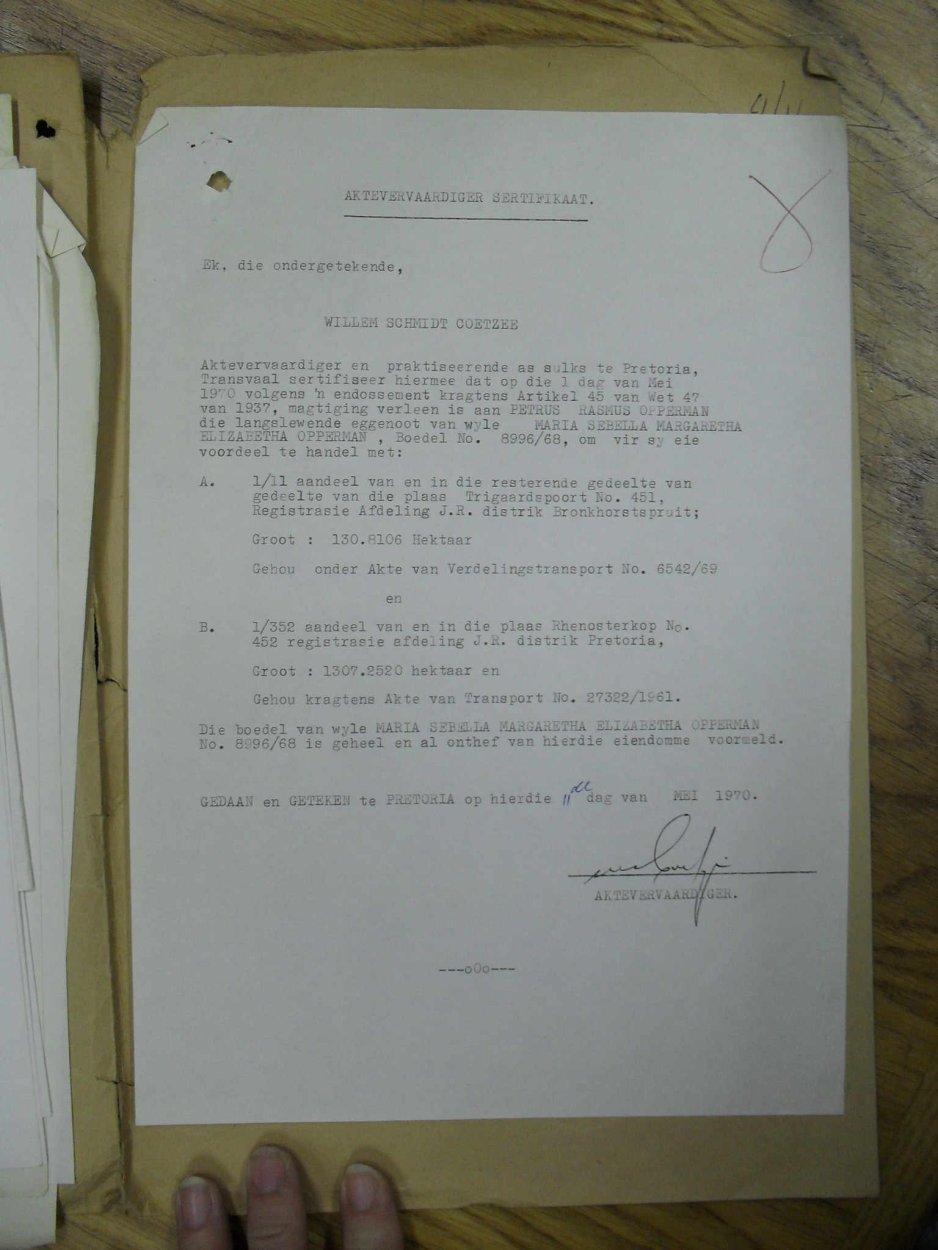 4/11
AKTEVERVAARDIGER SERTIFIKAAT.
Ek, die ondergetekende,
WILLEM SCHMIDT COETZEE
Aktevervaardiger en praktiseerende as sulks te Pretoria,
Transvaal sertifiseer hiermee dat op die 1 dag van Mei
1970 volgens 'n endossement kragtens Artikel 45 van Wet 47
van 1937, magtiging verleen is aan PETRUS RASMUS OPPERMAN
die langslewende eggenoot van wyle MARIA SEBELLA MARGARETHA
ELIZABETHA OPPERMAN , Boedel No. 8996/68, om vir sy eie
voordeel te handel met:
A. 1/11 aandeel van en in die resterende gedeelte van
gedeelte van die plaas Trigaardspoort No. 451,
Registrasie Afdeling J.R. distrik Bronkhorstspruit;
Groot : 130.8106 Hektaar
Gehou onder Akte van Verdelingstransport No. 6542/69
en
B. 1/352 aandeel van en in die plaas Rhenosterkop No.
452 registrasie afdeling J.R. distrik Pretoria,
Groot : 1307.2520 hektaar en
Gehou kragtens Akte van Transport No. 27322/1961.
Die boedel van wyle MARIA SEBELLA MARGARETHA ELIZABETHA OPPERMAN
No. 8996/68 is geheel en al onthef van hierdie eiendomme voormeld.
GEDAAN en GETEKEN te PRETORIA op hierdie 11de dag van MEI 1970.
AKTEVERVAARDIGER.
---oOo---